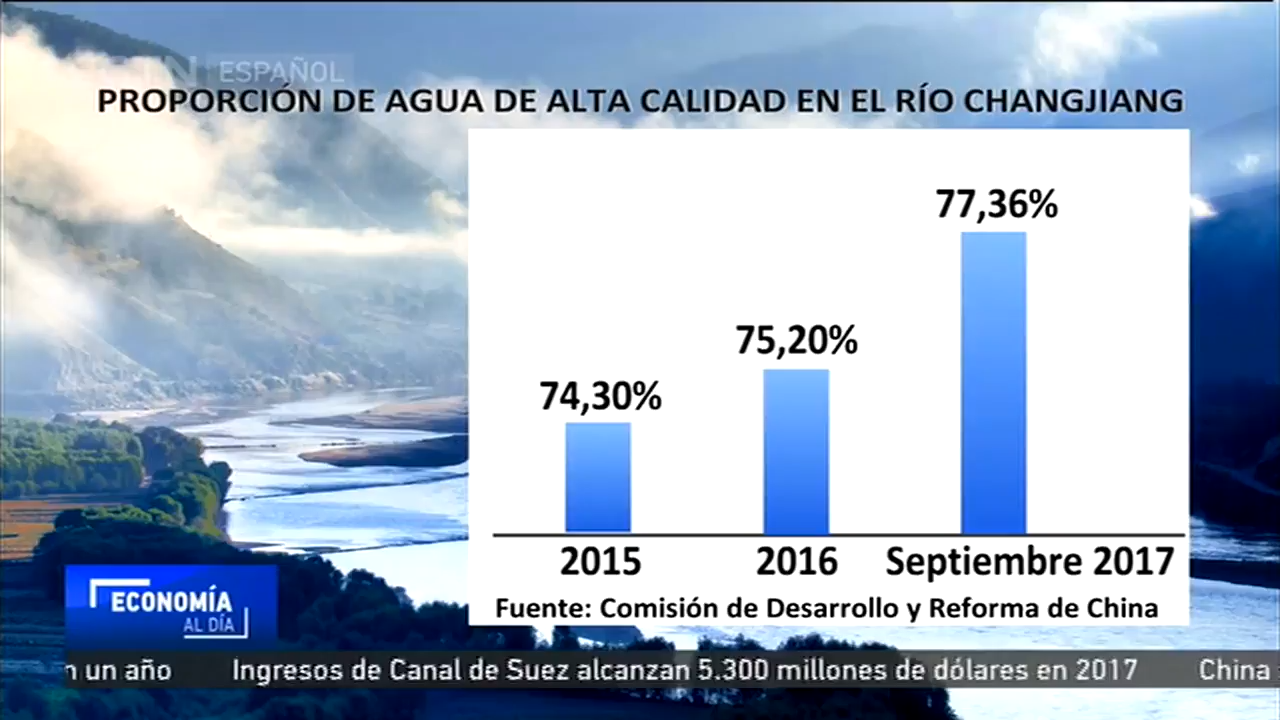 ESPAÑOL
PROPORCIÓN DE AGUA DE ALTA CALIDAD EN EL RÍO CHANGJIANG
77,36%
75,20%
74,30%
2015 2016 Septiembre 2017
Fuente: Comisión de Desarrollo y Reforma de China
ECONOMÍA
AL DÍA
un año Ingresos de Canal de Suez alcanzan 5.300 millones de dólares en 2017 China